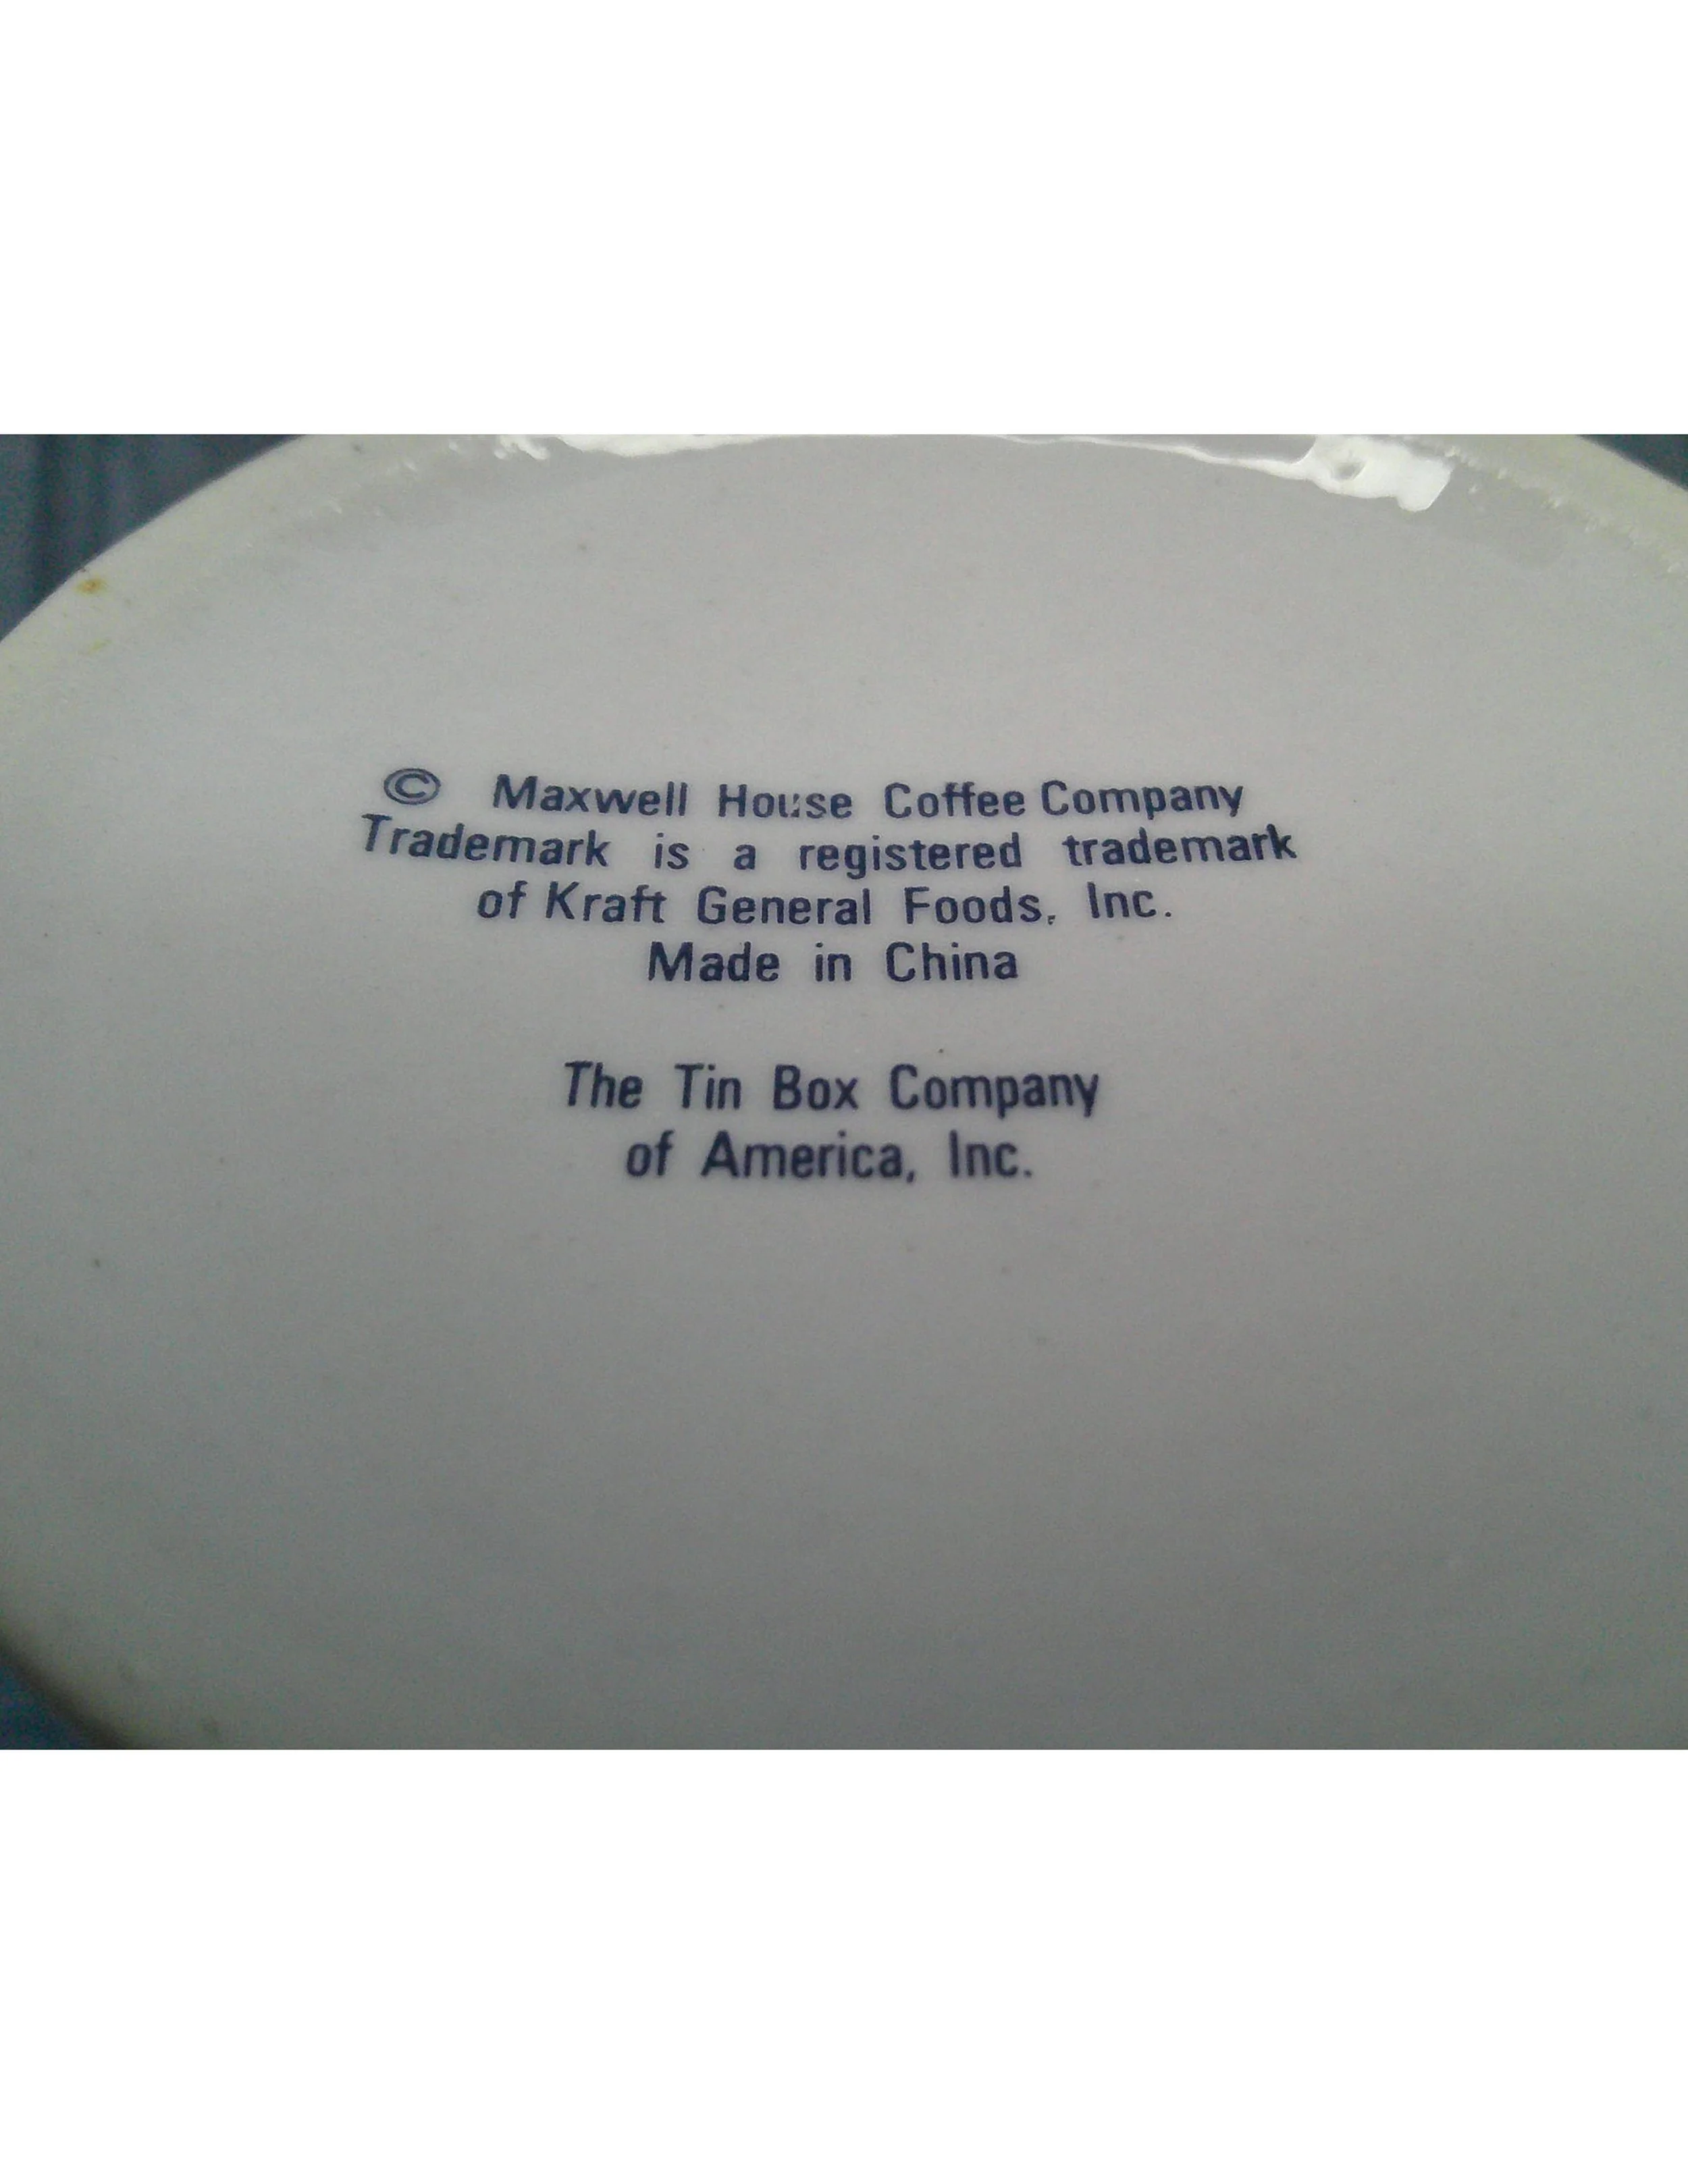 © Maxwell House Coffee Company
Trademark is a registered trademark
of Kraft General Foods, Inc.
Made in China
The Tin Box Company
of America, Inc.